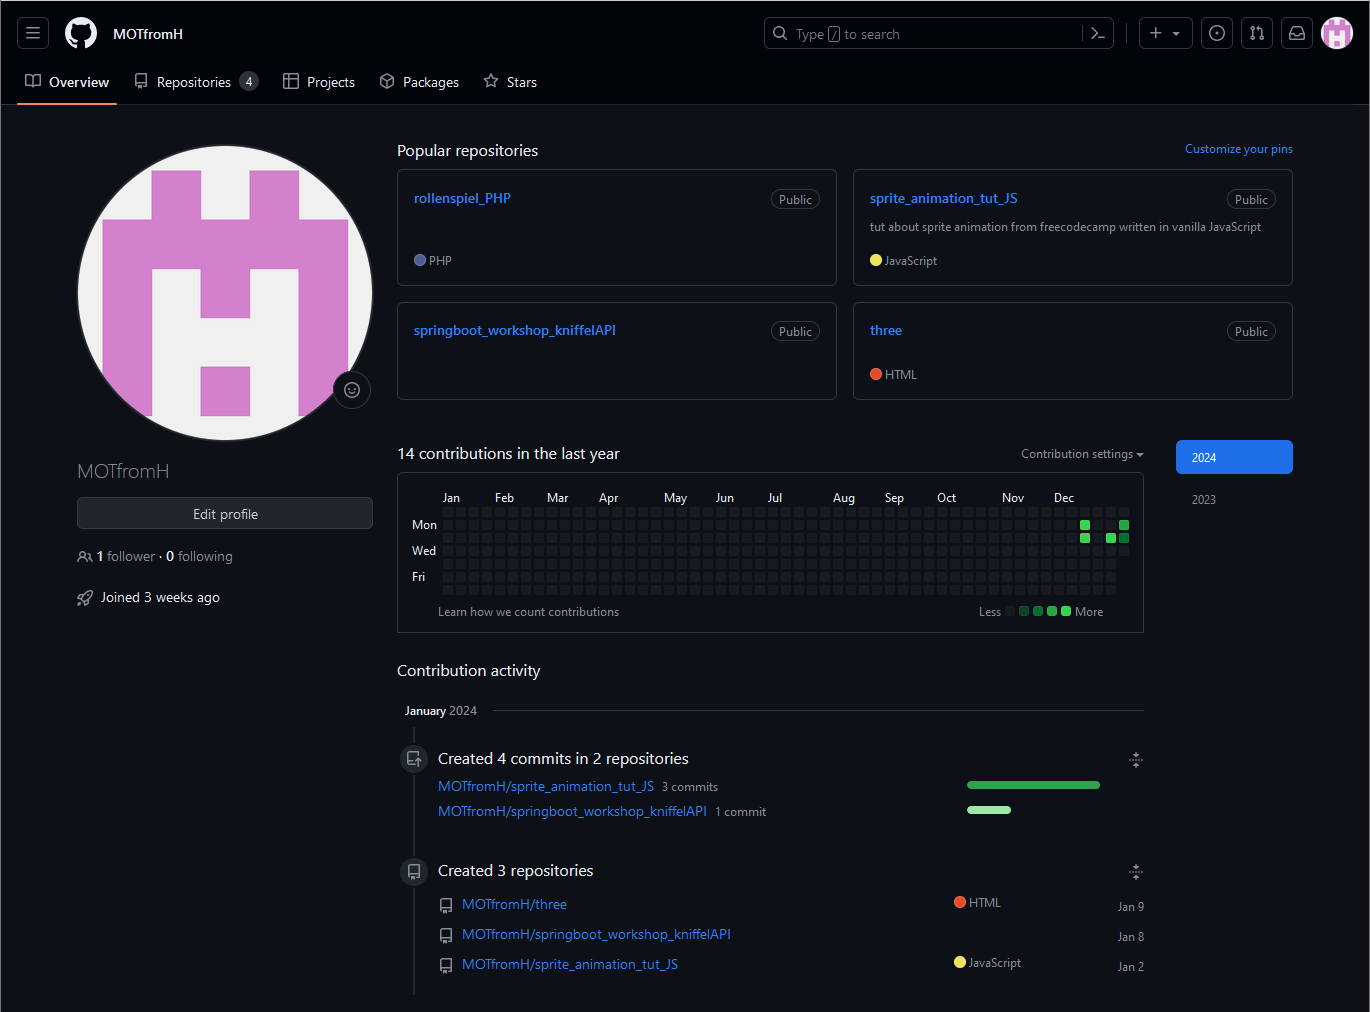 MOTfromH
Type / to search
Overview
Repositories 4
Projects
Packages
Stars
MOTfromH
Edit profile
1 follower · 0 following
Joined 3 weeks ago
Popular repositories
Customize your pins
rollenspiel_PHP
Public
PHP
sprite_animation_tut_JS
Public
tut about sprite animation from freecodecamp written in vanilla JavaScript
JavaScript
springboot_workshop_kniffelAPI
Public
three
Public
HTML
14 contributions in the last year
Contribution settings
2024
2023
Jan Feb Mar Apr May Jun Jul Aug Sep Oct Nov Dec
Mon
Wed
Fri
Learn how we count contributions
Less More
Contribution activity
January 2024
Created 4 commits in 2 repositories
MOTfromH/sprite_animation_tut_JS 3 commits
MOTfromH/springboot_workshop_kniffelAPI 1 commit
Created 3 repositories
MOTfromH/three HTML Jan 9
MOTfromH/springboot_workshop_kniffelAPI Jan 8
MOTfromH/sprite_animation_tut_JS JavaScript Jan 2